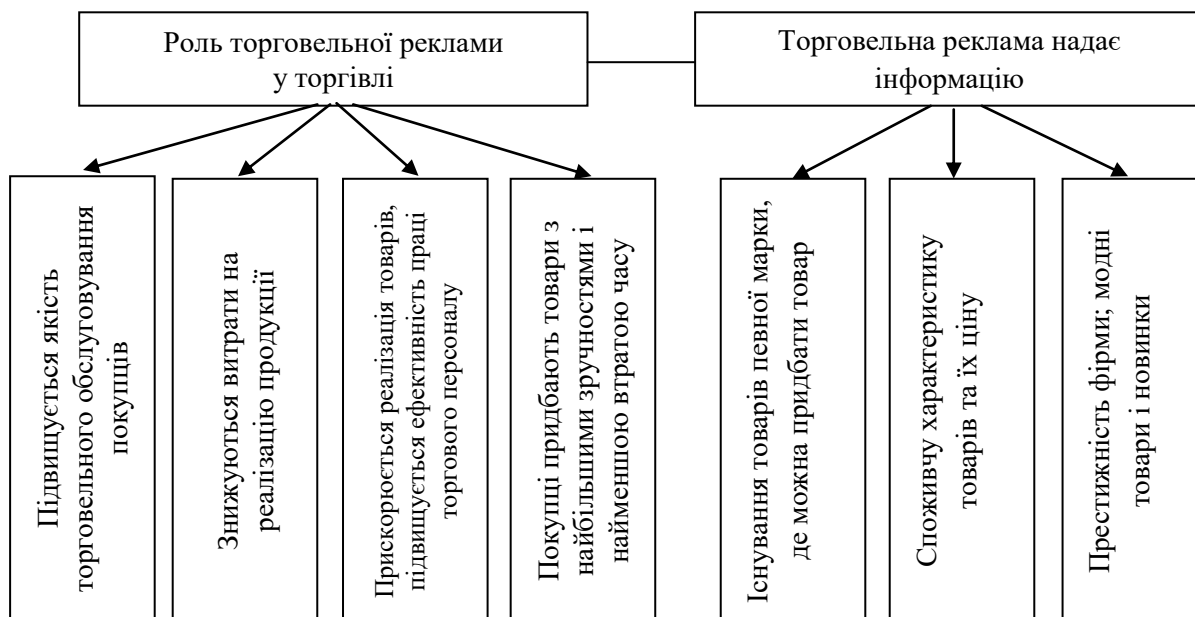 Роль торговельної реклами
у торгівлі
Торговельна реклама надає
інформацію
Підвищується якість
торговельного обслуговування
покупців
Знижуються витрати на
реалізацію продукції
Прискорюється реалізація товарів,
підвищується ефективність праці
торгового персоналу
Покупці придбають товари з
найбільшими зручностями і
найменшою втратою часу
Існування товарів певної марки,
де можна придбати товар
Споживчу характеристику
товарів та їх ціну
Престижність фірми; модні
товари і новинки